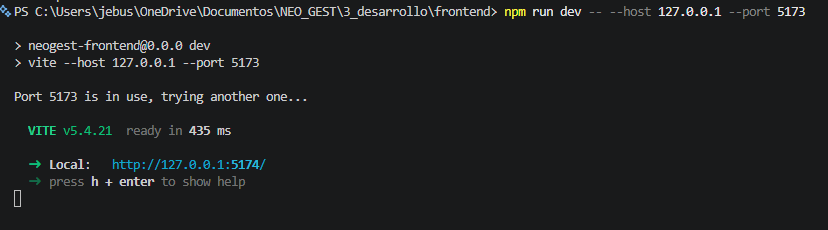 PS C:\Users\jebus\OneDrive\Documentos\NEO_GEST\3_desarrollo\frontend> npm run dev -- --host 127.0.0.1 --port 5173
> neogest-frontend@0.0.0 dev
> vite --host 127.0.0.1 --port 5173
Port 5173 is in use, trying another one...
VITE v5.4.21  ready in 435 ms
➜ Local:   http://127.0.0.1:5174/
➜ press h + enter to show help